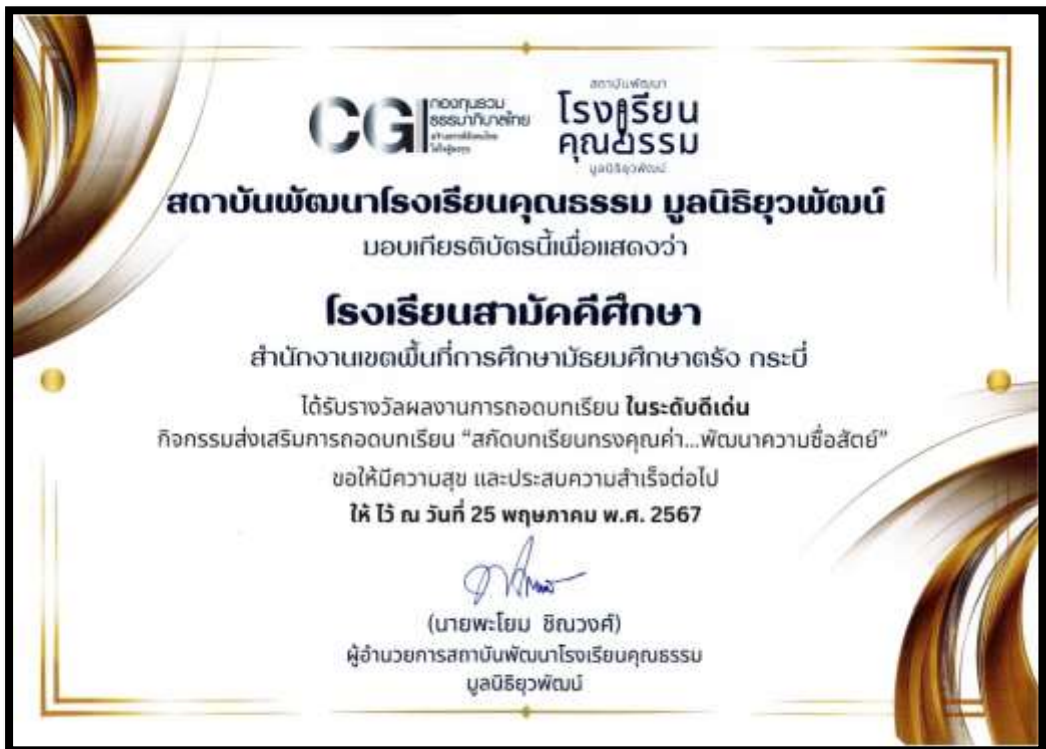 CGI กองทุนรวม
ธรรมาภิบาลไทย
สถาบันพัฒนา
โรงเรียน
คุณธรรม
มูลนิธิยุวพัฒน์
สถาบันพัฒนาโรงเรียนคุณธรรม มูลนิธิยุวพัฒน์
มอบเกียรติบัตรนี้เพื่อแสดงว่า
โรงเรียนสามัคคีศึกษา
สำนักงานเขตพื้นที่การศึกษามัธยมศึกษาตรัง กระบี่
ได้รับรางวัลผลงานการถอดบทเรียน ในระดับดีเด่น
กิจกรรมส่งเสริมการถอดบทเรียน “สกัดบทเรียนทรงคุณค่า...พัฒนาความซื่อสัตย์”
ขอให้มีความสุข และประสบความสำเร็จต่อไป
ให้ ไว้ ณ วันที่ 25 พฤษภาคม พ.ศ. 2567
(นายพะโยม ชิณวงศ์)
ผู้อำนวยการสถาบันพัฒนาโรงเรียนคุณธรรม
มูลนิธิยุวพัฒน์